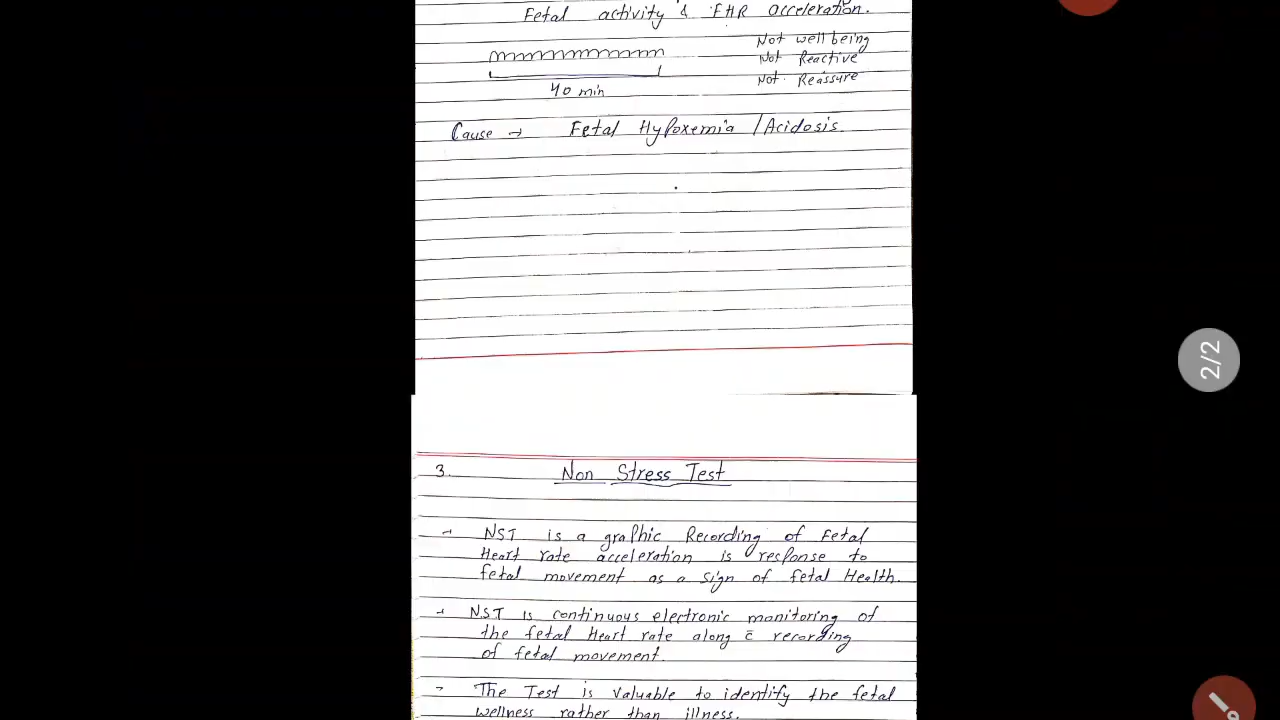 Fetal activity & FHR acceleration.
Not well being
Not Reactive
Not. Reassure
40 min
Cause → Fetal Hypoxemia / Acidosis.
2/2
3. Non Stress Test
→ NST is a graphic Recording of Fetal
Heart rate acceleration is response to
fetal movement as a sign of fetal Health.
→ NST is continuous electronic monitoring of
the fetal Heart rate along c̄ recording
of fetal movement.
→ The Test is valuable to identify the fetal
wellness rather than illness.